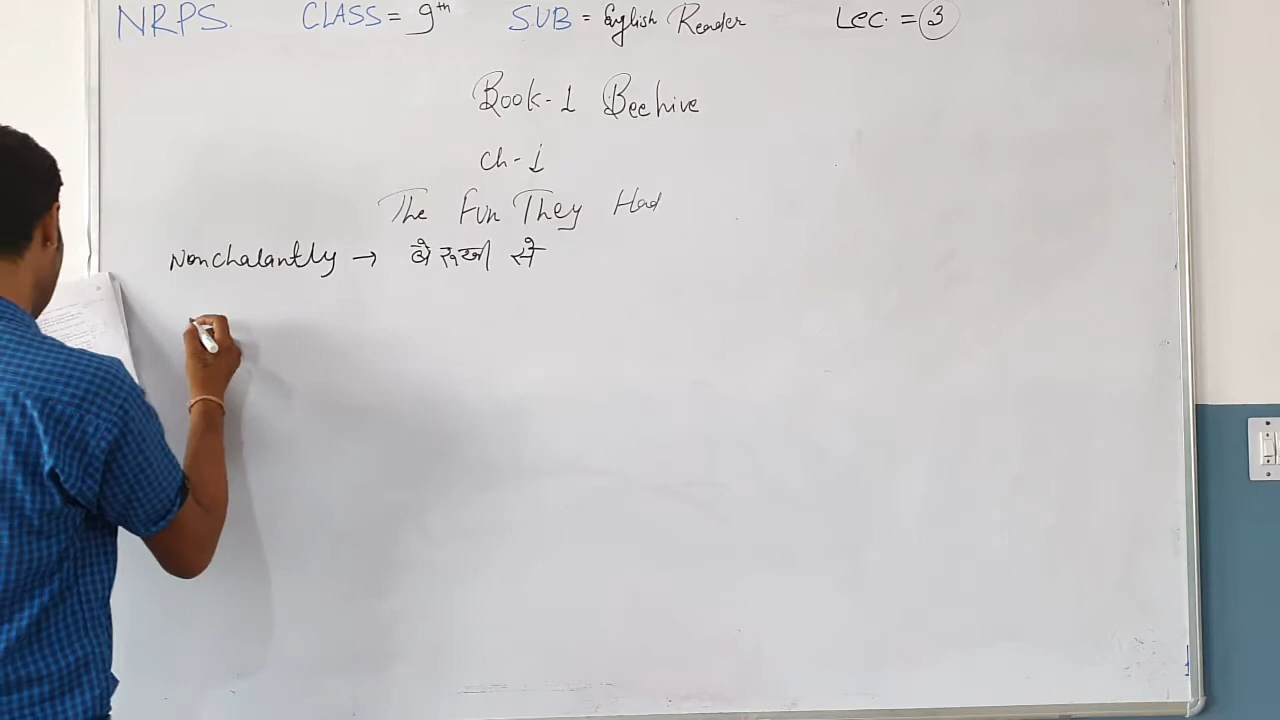 NRPS. CLASS = 9th SUB = English Reader Lec. = 3
Book-1 Beehive
ch-1
The Fun They Had
Nonchalantly → बेरूखी से